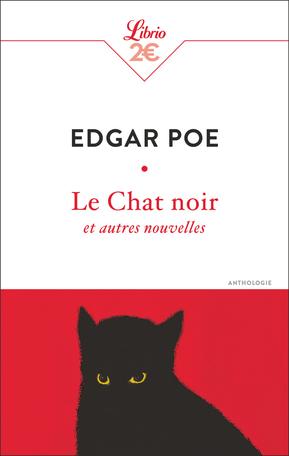 Librio
2€
EDGAR POE
Le Chat noir
et autres nouvelles
ANTHOLOGIE